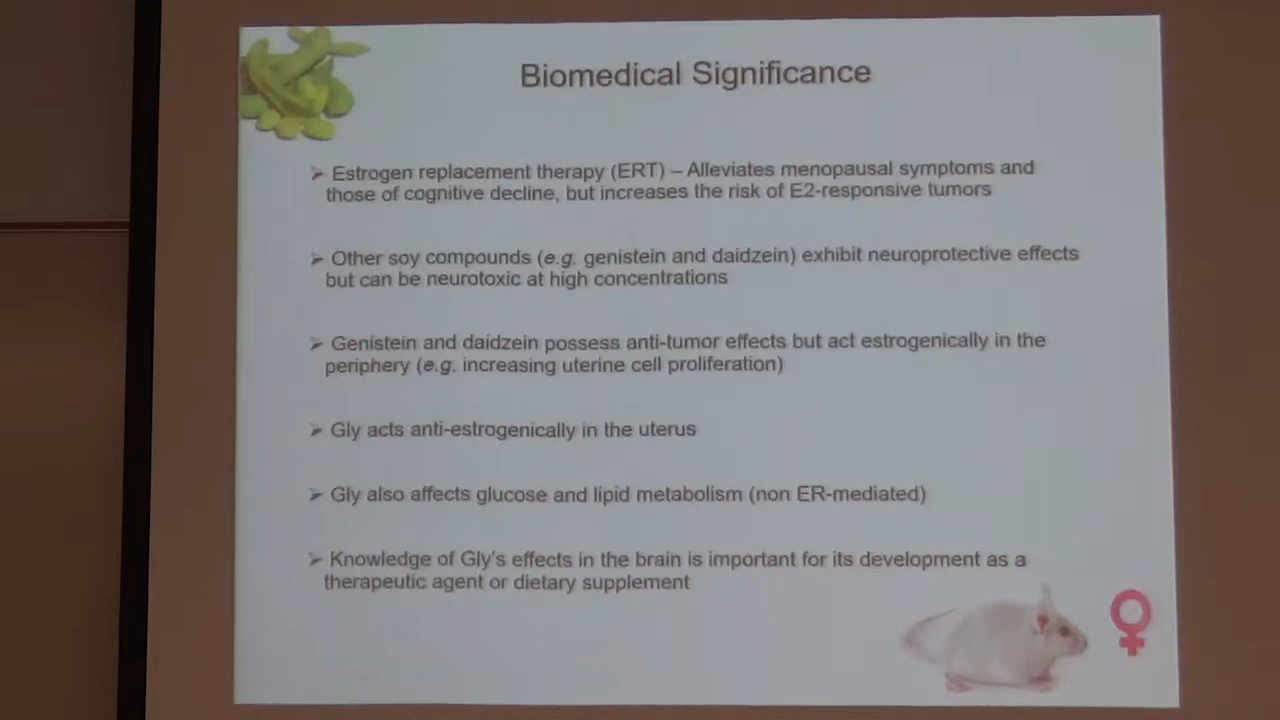 Biomedical Significance
➢ Estrogen replacement therapy (ERT) – Alleviates menopausal symptoms and
those of cognitive decline, but increases the risk of E2-responsive tumors
➢ Other soy compounds (e.g. genistein and daidzein) exhibit neuroprotective effects
but can be neurotoxic at high concentrations
➢ Genistein and daidzein possess anti-tumor effects but act estrogenically in the
periphery (e.g. increasing uterine cell proliferation)
➢ Gly acts anti-estrogenically in the uterus
➢ Gly also affects glucose and lipid metabolism (non ER-mediated)
➢ Knowledge of Gly's effects in the brain is important for its development as a
therapeutic agent or dietary supplement